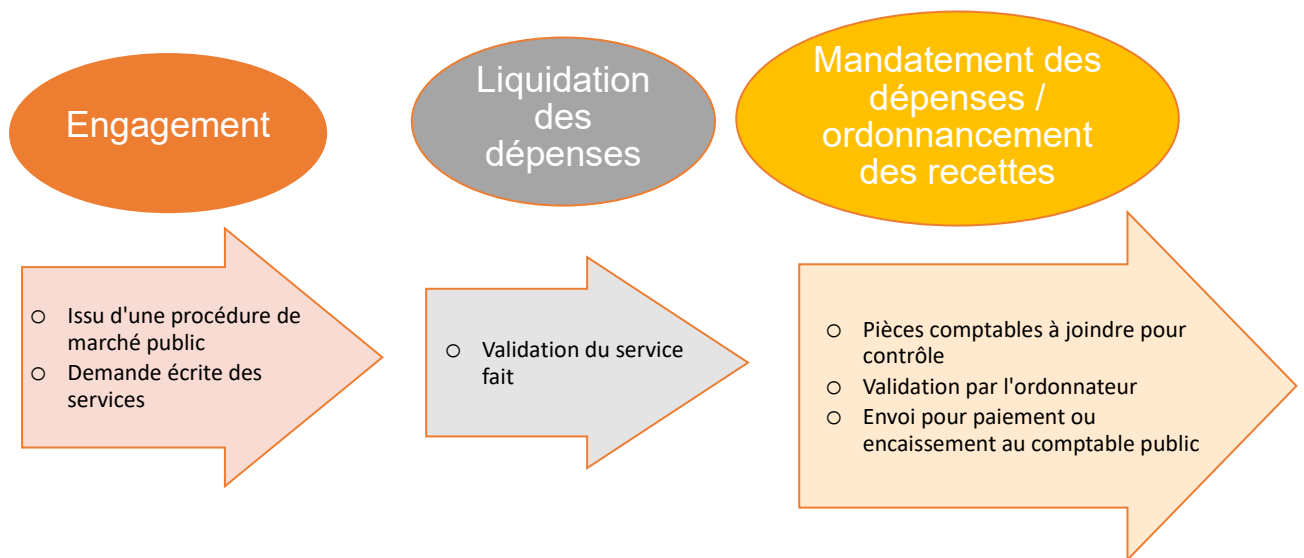 Engagement
Liquidation
des
dépenses
Mandatement des
dépenses /
ordonnancement
des recettes
o Issu d'une procédure de
marché public
o Demande écrite des
services
o Validation du service
fait
o Pièces comptables à joindre pour
contrôle
o Validation par l'ordonnateur
o Envoi pour paiement ou
encaissement au comptable public